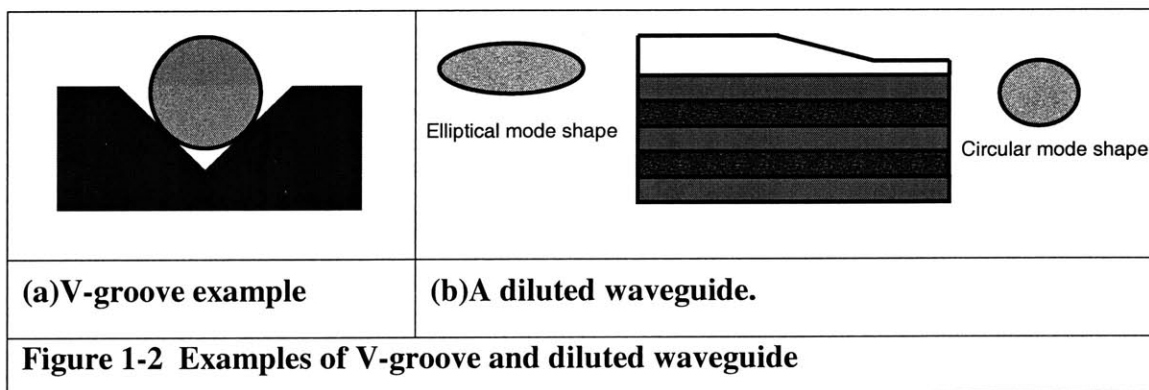 Elliptical mode shape
Circular mode shape
(a)V-groove example
(b)A diluted waveguide.
Figure 1-2 Examples of V-groove and diluted waveguide